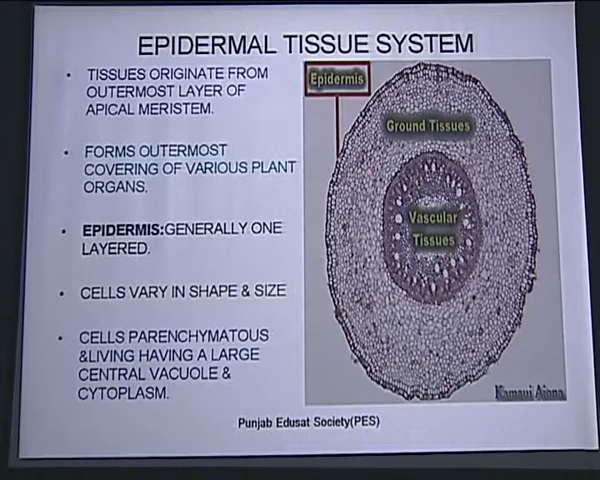 EPIDERMAL TISSUE SYSTEM
• TISSUES ORIGINATE FROM
OUTERMOST LAYER OF
APICAL MERISTEM.
• FORMS OUTERMOST
COVERING OF VARIOUS PLANT
ORGANS.
• EPIDERMIS:GENERALLY ONE
LAYERED.
• CELLS VARY IN SHAPE & SIZE
• CELLS PARENCHYMATOUS
&LIVING HAVING A LARGE
CENTRAL VACUOLE &
CYTOPLASM.
Epidermis
Ground Tissues
Vascular
Tissues
Punjab Edusat Society(PES)